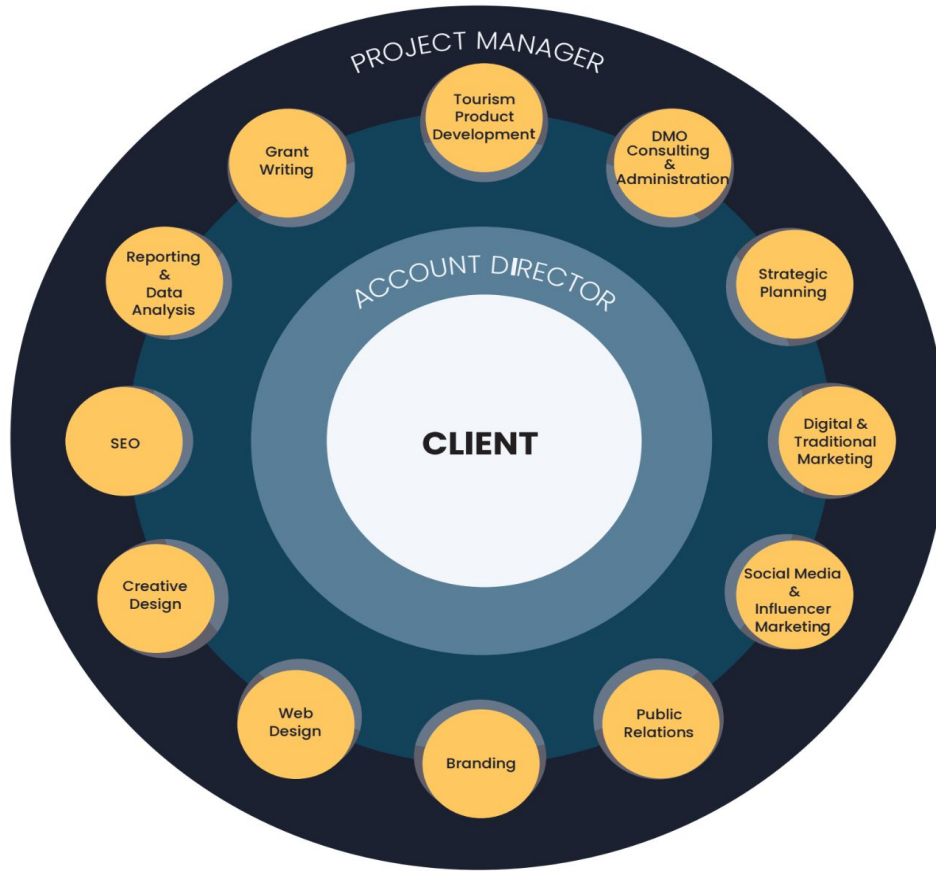 PROJECT MANAGER
Tourism
Product
Development
DMO
Consulting
&
Administration
Strategic
Planning
Digital &
Traditional
Marketing
Social Media
&
Influencer
Marketing
Public
Relations
Branding
Web
Design
Creative
Design
SEO
Reporting
&
Data
Analysis
Grant
Writing
ACCOUNT DIRECTOR
CLIENT